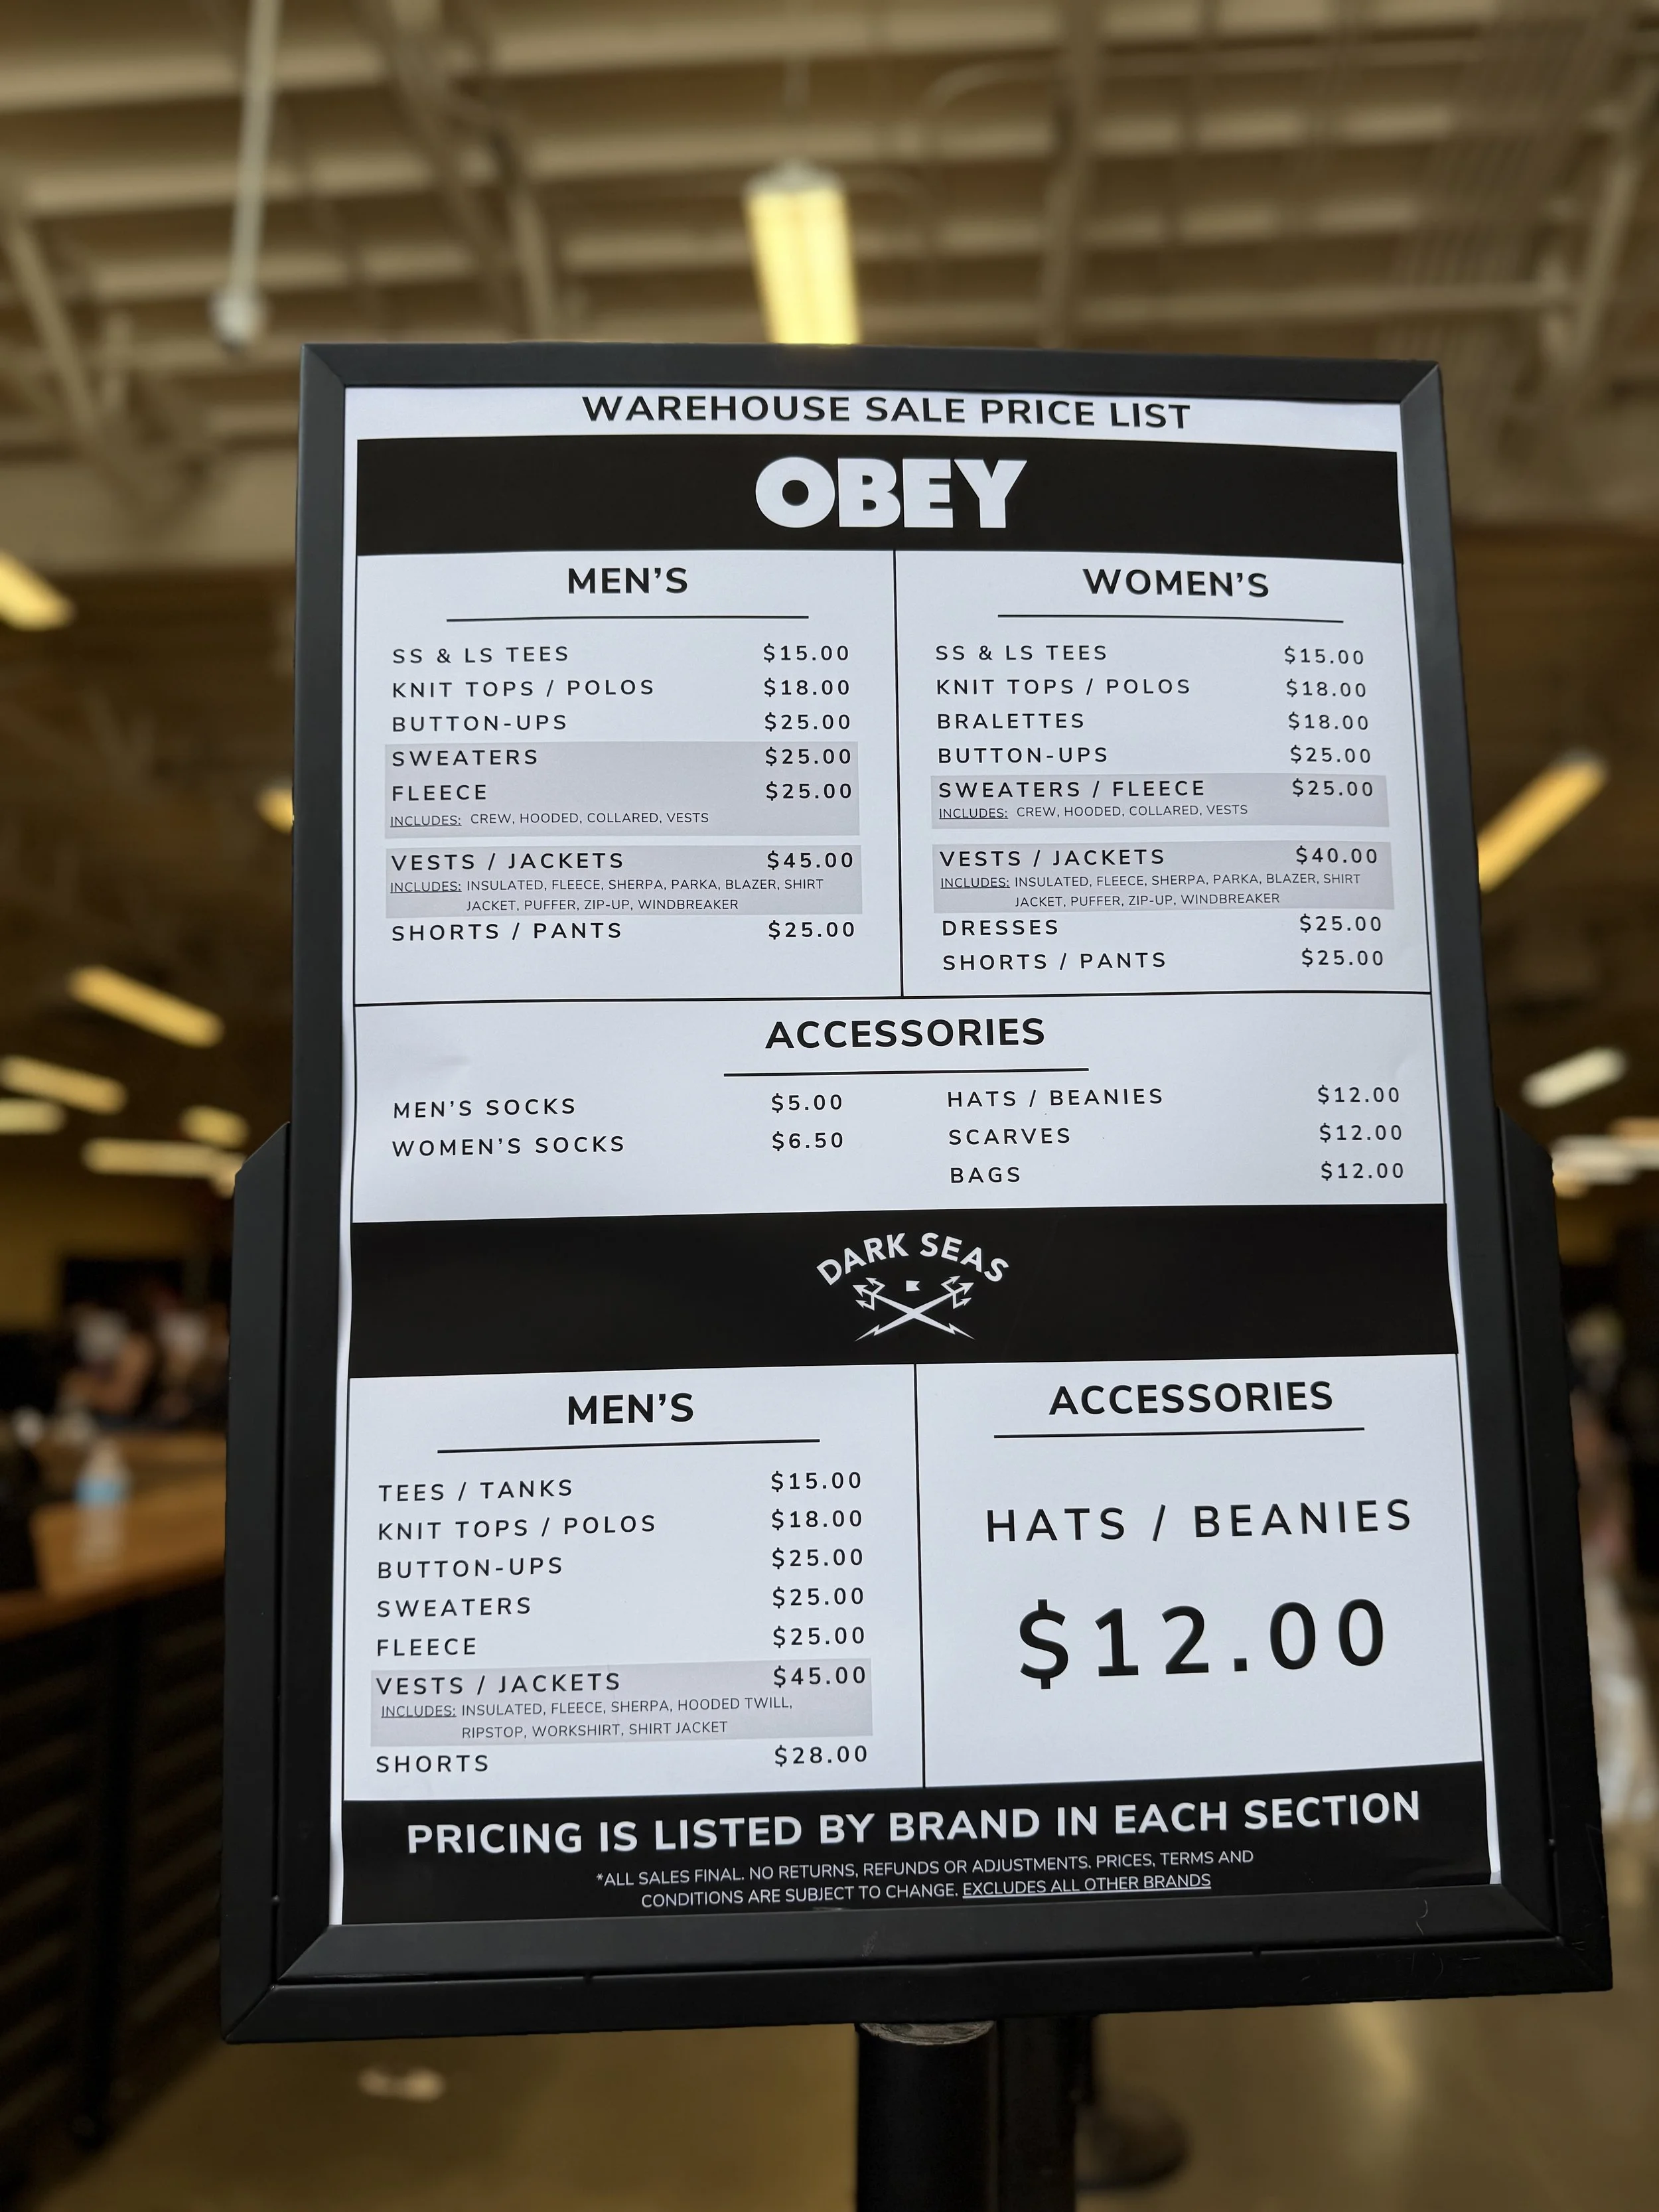 WAREHOUSE SALE PRICE LIST
OBEY
MEN'S
SS & LS TEES $15.00
KNIT TOPS / POLOS $18.00
BUTTON-UPS $25.00
SWEATERS $25.00
FLEECE $25.00
INCLUDES: CREW, HOODED, COLLARED, VESTS
VESTS / JACKETS $45.00
INCLUDES: INSULATED, FLEECE, SHERPA, PARKA, BLAZER, SHIRT
JACKET, PUFFER, ZIP-UP, WINDBREAKER
SHORTS / PANTS $25.00
WOMEN'S
SS & LS TEES $15.00
KNIT TOPS / POLOS $18.00
BRALETTES $18.00
BUTTON-UPS $25.00
SWEATERS / FLEECE $25.00
INCLUDES: CREW, HOODED, COLLARED, VESTS
VESTS / JACKETS $40.00
INCLUDES: INSULATED, FLEECE, SHERPA, PARKA, BLAZER, SHIRT
JACKET, PUFFER, ZIP-UP, WINDBREAKER
DRESSES $25.00
SHORTS / PANTS $25.00
ACCESSORIES
MEN'S SOCKS $5.00
WOMEN'S SOCKS $6.50
HATS / BEANIES $12.00
SCARVES $12.00
BAGS $12.00
DARK SEAS
MEN'S
TEES / TANKS $15.00
KNIT TOPS / POLOS $18.00
BUTTON-UPS $25.00
SWEATERS $25.00
FLEECE $25.00
VESTS / JACKETS $45.00
INCLUDES: INSULATED, FLEECE, SHERPA, HOODED TWILL,
RIPSTOP, WORKSHIRT, SHIRT JACKET
SHORTS $28.00
ACCESSORIES
HATS / BEANIES
$12.00
PRICING IS LISTED BY BRAND IN EACH SECTION
*ALL SALES FINAL. NO RETURNS, REFUNDS OR ADJUSTMENTS. PRICES, TERMS AND
CONDITIONS ARE SUBJECT TO CHANGE. EXCLUDES ALL OTHER BRANDS